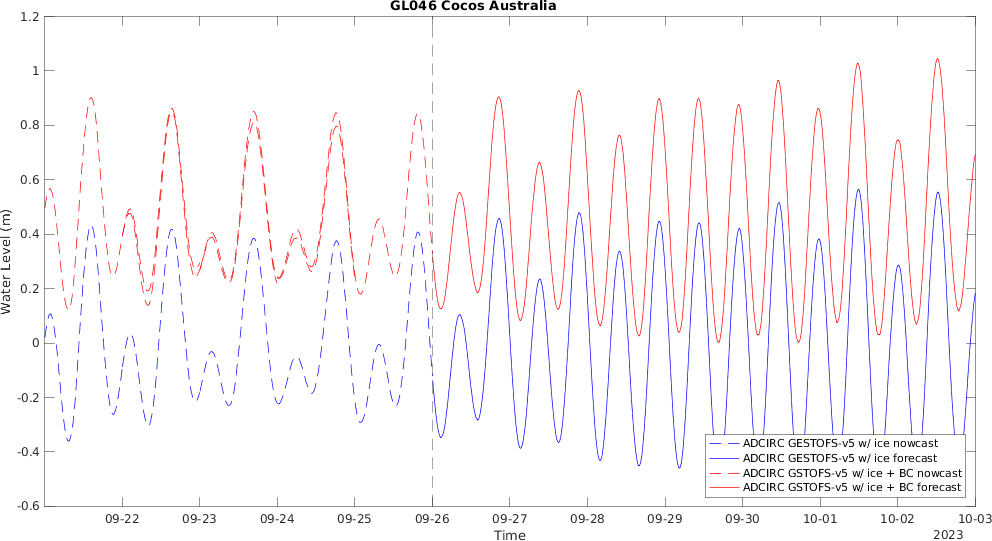 GL046 Cocos Australia
Water Level (m)
1.2
1
0.8
0.6
0.4
0.2
0
-0.2
-0.4
-0.6
ADCIRC GESTOFS-v5 w/ ice nowcast
ADCIRC GESTOFS-v5 w/ ice forecast
ADCIRC GSTOFS-v5 w/ ice + BC nowcast
ADCIRC GSTOFS-v5 w/ ice + BC forecast
09-22 09-23 09-24 09-25 09-26 09-27 09-28 09-29 09-30 10-01 10-02 10-03
Time
2023